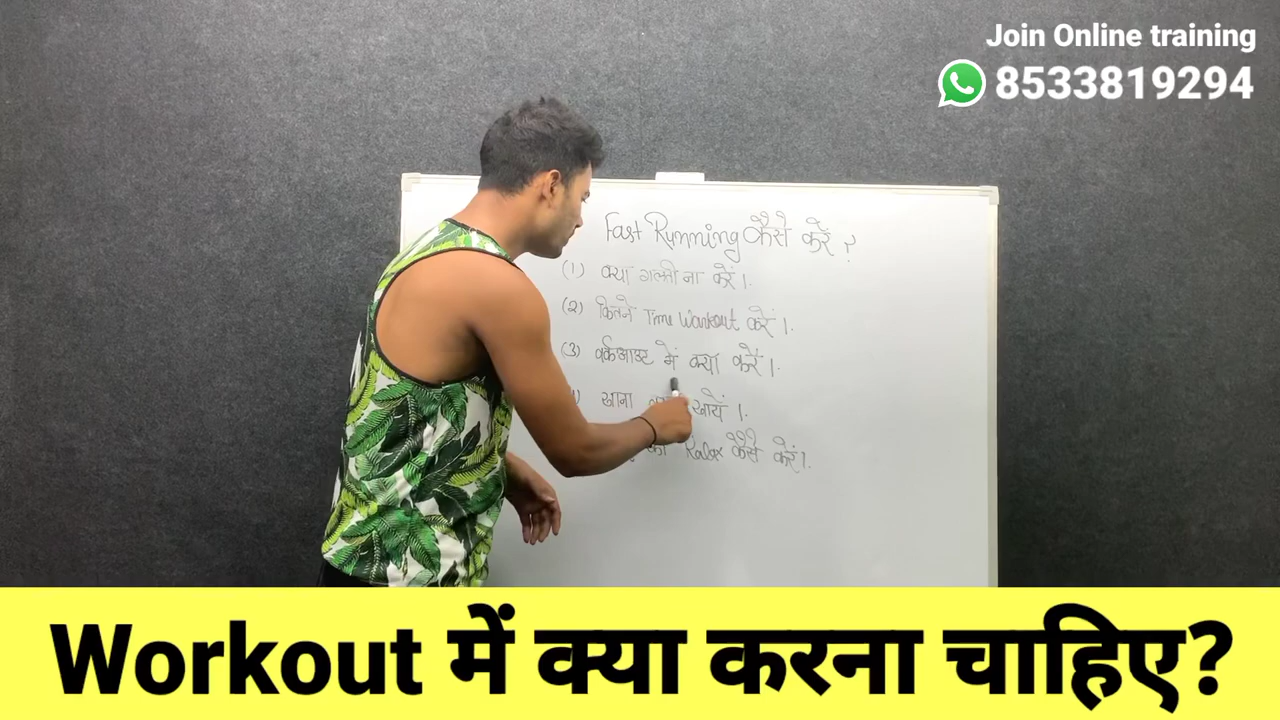 Join Online training
8533819294
Fast Running कैसे करें ?
(1) क्या गल्ती ना करें ।.
(2) कितने Time Workout करें ।.
(3) वर्कआउट में क्या करें ।.
खाना खायें ।.
को Relax कैसे करें ।.
Workout में क्या करना चाहिए?